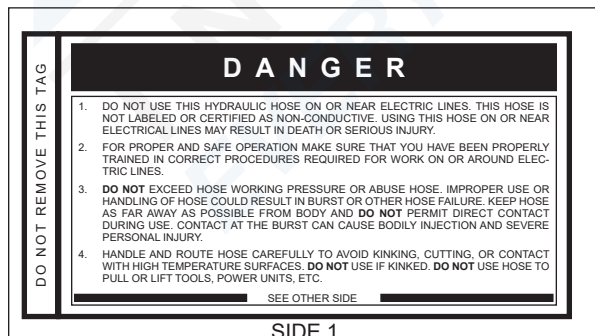 DO NOT REMOVE THIS TAG
DANGER
1. DO NOT USE THIS HYDRAULIC HOSE ON OR NEAR ELECTRIC LINES. THIS HOSE IS
NOT LABELED OR CERTIFIED AS NON-CONDUCTIVE. USING THIS HOSE ON OR NEAR
ELECTRICAL LINES MAY RESULT IN DEATH OR SERIOUS INJURY.
2. FOR PROPER AND SAFE OPERATION MAKE SURE THAT YOU HAVE BEEN PROPERLY
TRAINED IN CORRECT PROCEDURES REQUIRED FOR WORK ON OR AROUND ELEC-
TRIC LINES.
3. DO NOT EXCEED HOSE WORKING PRESSURE OR ABUSE HOSE. IMPROPER USE OR
HANDLING OF HOSE COULD RESULT IN BURST OR OTHER HOSE FAILURE. KEEP HOSE
AS FAR AWAY AS POSSIBLE FROM BODY AND DO NOT PERMIT DIRECT CONTACT
DURING USE. CONTACT AT THE BURST CAN CAUSE BODILY INJECTION AND SEVERE
PERSONAL INJURY.
4. HANDLE AND ROUTE HOSE CAREFULLY TO AVOID KINKING, CUTTING, OR CONTACT
WITH HIGH TEMPERATURE SURFACES. DO NOT USE IF KINKED. DO NOT USE HOSE TO
PULL OR LIFT TOOLS, POWER UNITS, ETC.
SEE OTHER SIDE
SIDE 1